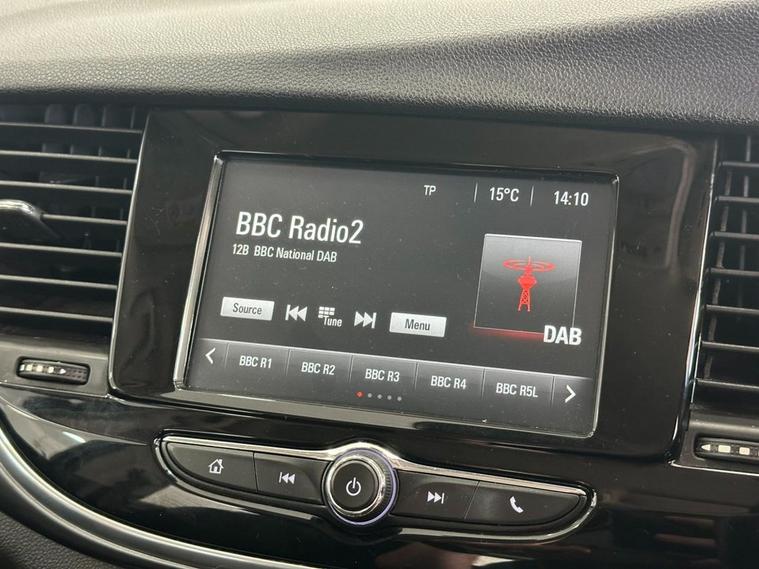 TP 15°C 14:10
BBC Radio2
12B BBC National DAB
DAB
Source Tune Menu
BBC R1 BBC R2 BBC R3 BBC R4 BBC R5L